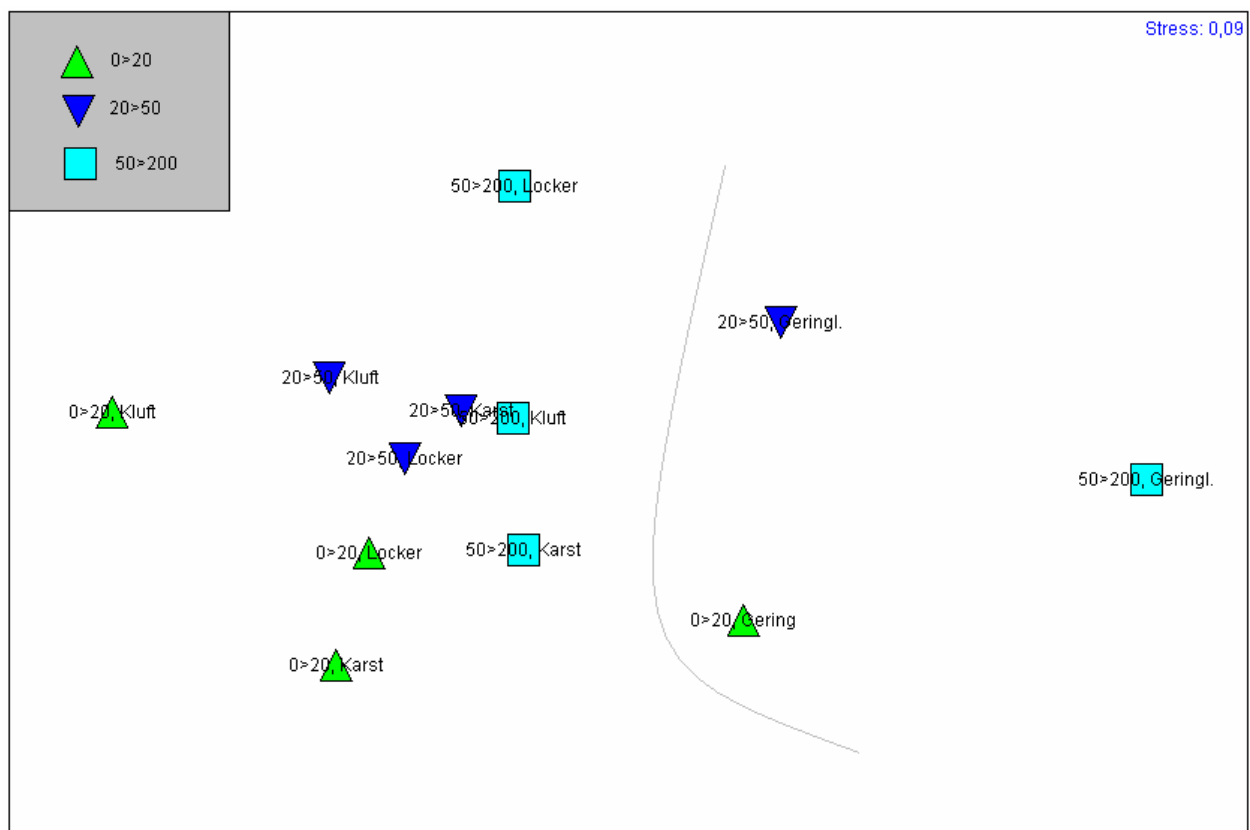 Stress: 0,09
0>20
20>50
50>200
50>200, Locker
20>50, Geringl.
20>50, Kluft
0>20, Kluft
20>50, Karst
50>200, Kluft
20>50, Locker
50>200, Geringl.
0>20, Locker
50>200, Karst
0>20, Gering
0>20, Karst